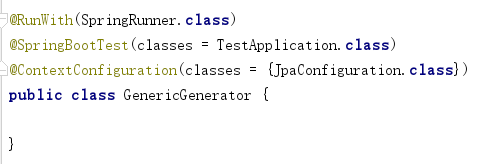 @RunWith(SpringRunner.class)
@SpringBootTest(classes = TestApplication.class)
@ContextConfiguration(classes = {JpaConfiguration.class})
public class GenericGenerator {
}